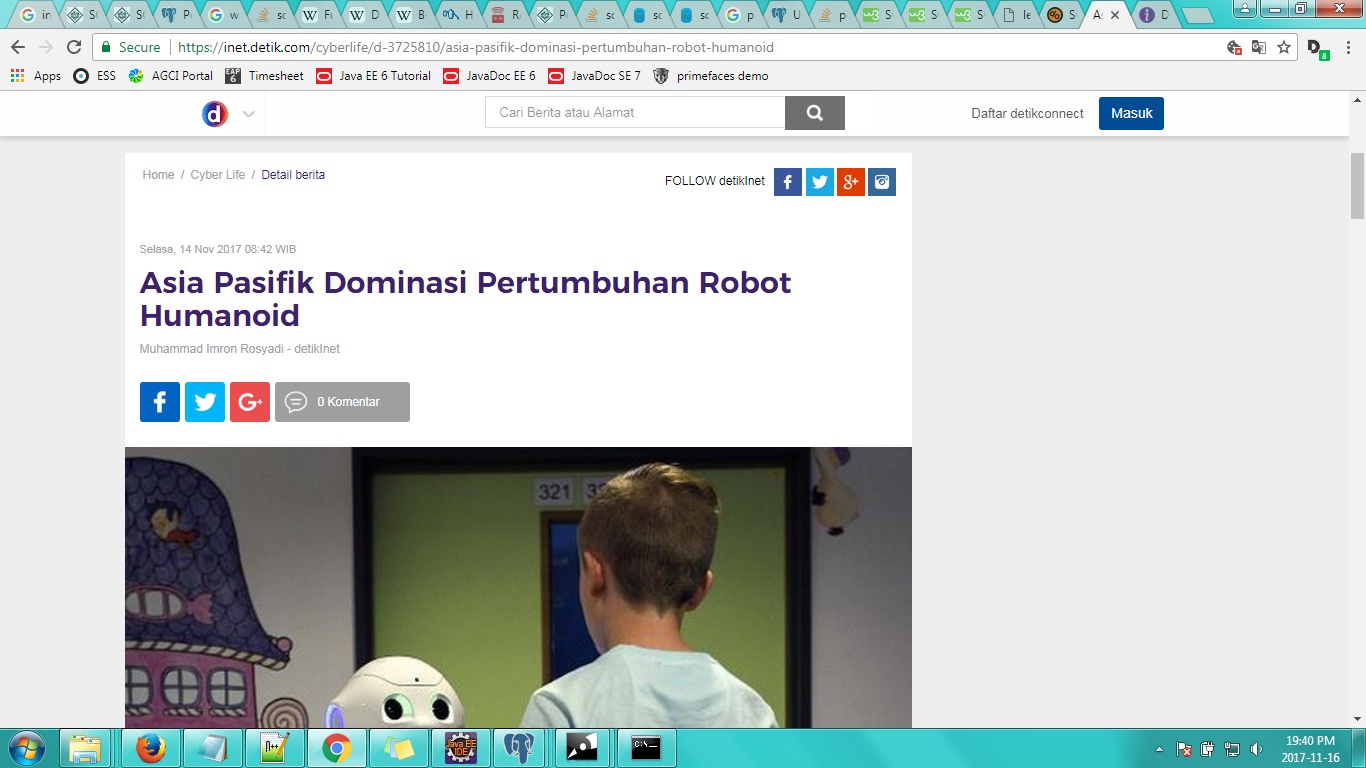 Secure
https://inet.detik.com/cyberlife/d-3725810/asia-pasifik-dominasi-pertumbuhan-robot-humanoid
Apps ESS AGCI Portal Timesheet Java EE 6 Tutorial JavaDoc EE 6 JavaDoc SE 7 primefaces demo
d Cari Berita atau Alamat Daftar detikconnect Masuk
Home / Cyber Life / Detail berita
FOLLOW detikInet
Selasa, 14 Nov 2017 08:42 WIB
Asia Pasifik Dominasi Pertumbuhan Robot
Humanoid
Muhammad Imron Rosyadi - detikInet
0 Komentar
321
19:40 PM
2017-11-16